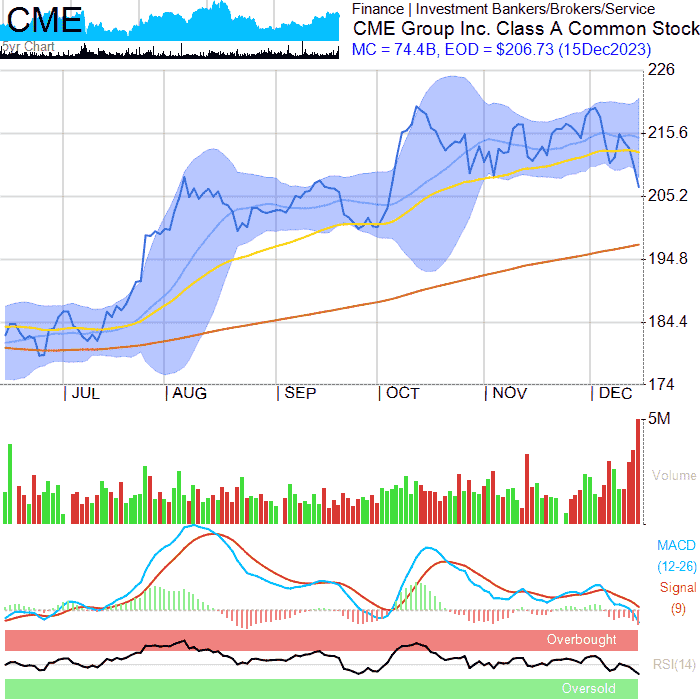 CME
Finance | Investment Bankers/Brokers/Service
CME Group Inc. Class A Common Stock
MC = 74.4B, EOD = $206.73 (15Dec2023)
226
215.6
205.2
194.8
184.4
174
JUL AUG SEP OCT NOV DEC
5M
Volume
MACD
(12-26)
Signal
(9)
Overbought
RSI(14)
Oversold